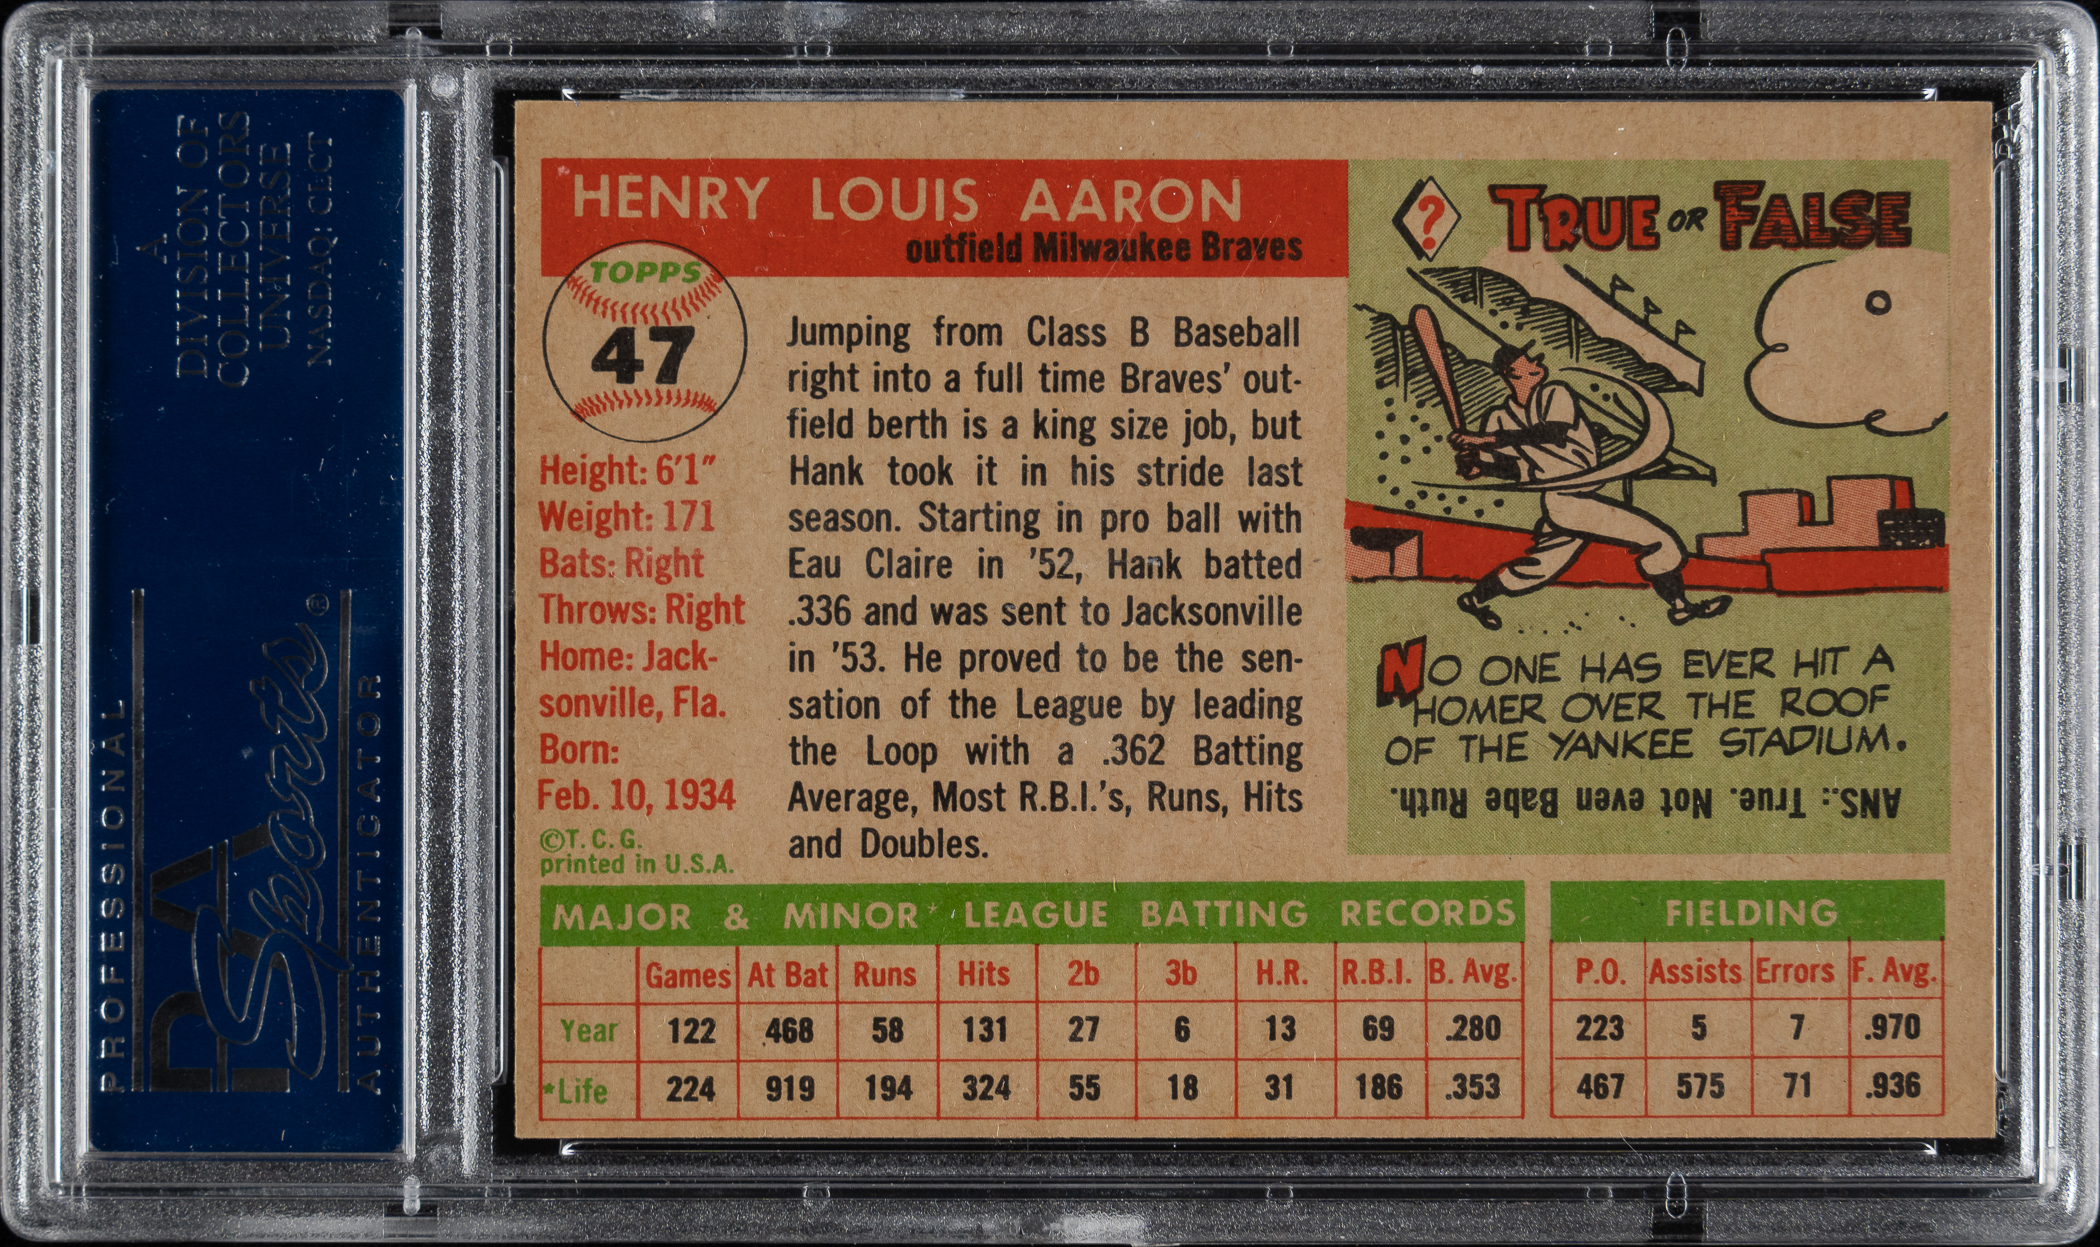 A
DIVISION OF
COLLECTORS
UNIVERSE
NASDAQ: CLCT
PROFESSIONAL
PSA
Sports®
AUTHENTICATOR
HENRY LOUIS AARON
outfield Milwaukee Braves
TOPPS
47
Height: 6'1"
Weight: 171
Bats: Right
Throws: Right
Home: Jack-
sonville, Fla.
Born:
Feb. 10, 1934
©T. C. G.
printed in U.S.A.
Jumping from Class B Baseball
right into a full time Braves' out-
field berth is a king size job, but
Hank took it in his stride last
season. Starting in pro ball with
Eau Claire in '52, Hank batted
.336 and was sent to Jacksonville
in '53. He proved to be the sen-
sation of the League by leading
the Loop with a .362 Batting
Average, Most R.B.I.'s, Runs, Hits
and Doubles.
? TRUE OR FALSE
NO ONE HAS EVER HIT A
HOMER OVER THE ROOF
OF THE YANKEE STADIUM.
ANS.: True. Not even Babe Ruth.
MAJOR & MINOR* LEAGUE BATTING RECORDS
Games At Bat Runs Hits 2b 3b H.R. R.B.I. B. Avg.
Year 122 468 58 131 27 6 13 69 .280
*Life 224 919 194 324 55 18 31 186 .353
FIELDING
P.O. Assists Errors F. Avg.
223 5 7 .970
467 575 71 .936